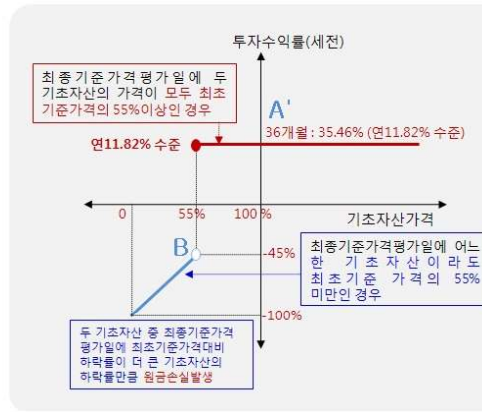 투자수익률(세전)
최종기준가격평가일에 두
기초자산의 가격이 모두 최초
기준가격의 55%이상인 경우
A'
36개월 : 35.46% (연11.82% 수준)
연11.82% 수준
0
55%
100 %
기초자산가격
B
-45%
최종기준가격평가일에 어느
한 기초자산이라도
최초기준 가격의 55%
미만인 경우
-100%
두 기초자산 중 최종기준가격
평가일에 최초기준가격대비
하락률이 더 큰 기초자산의
하락률만큼 원금손실발생